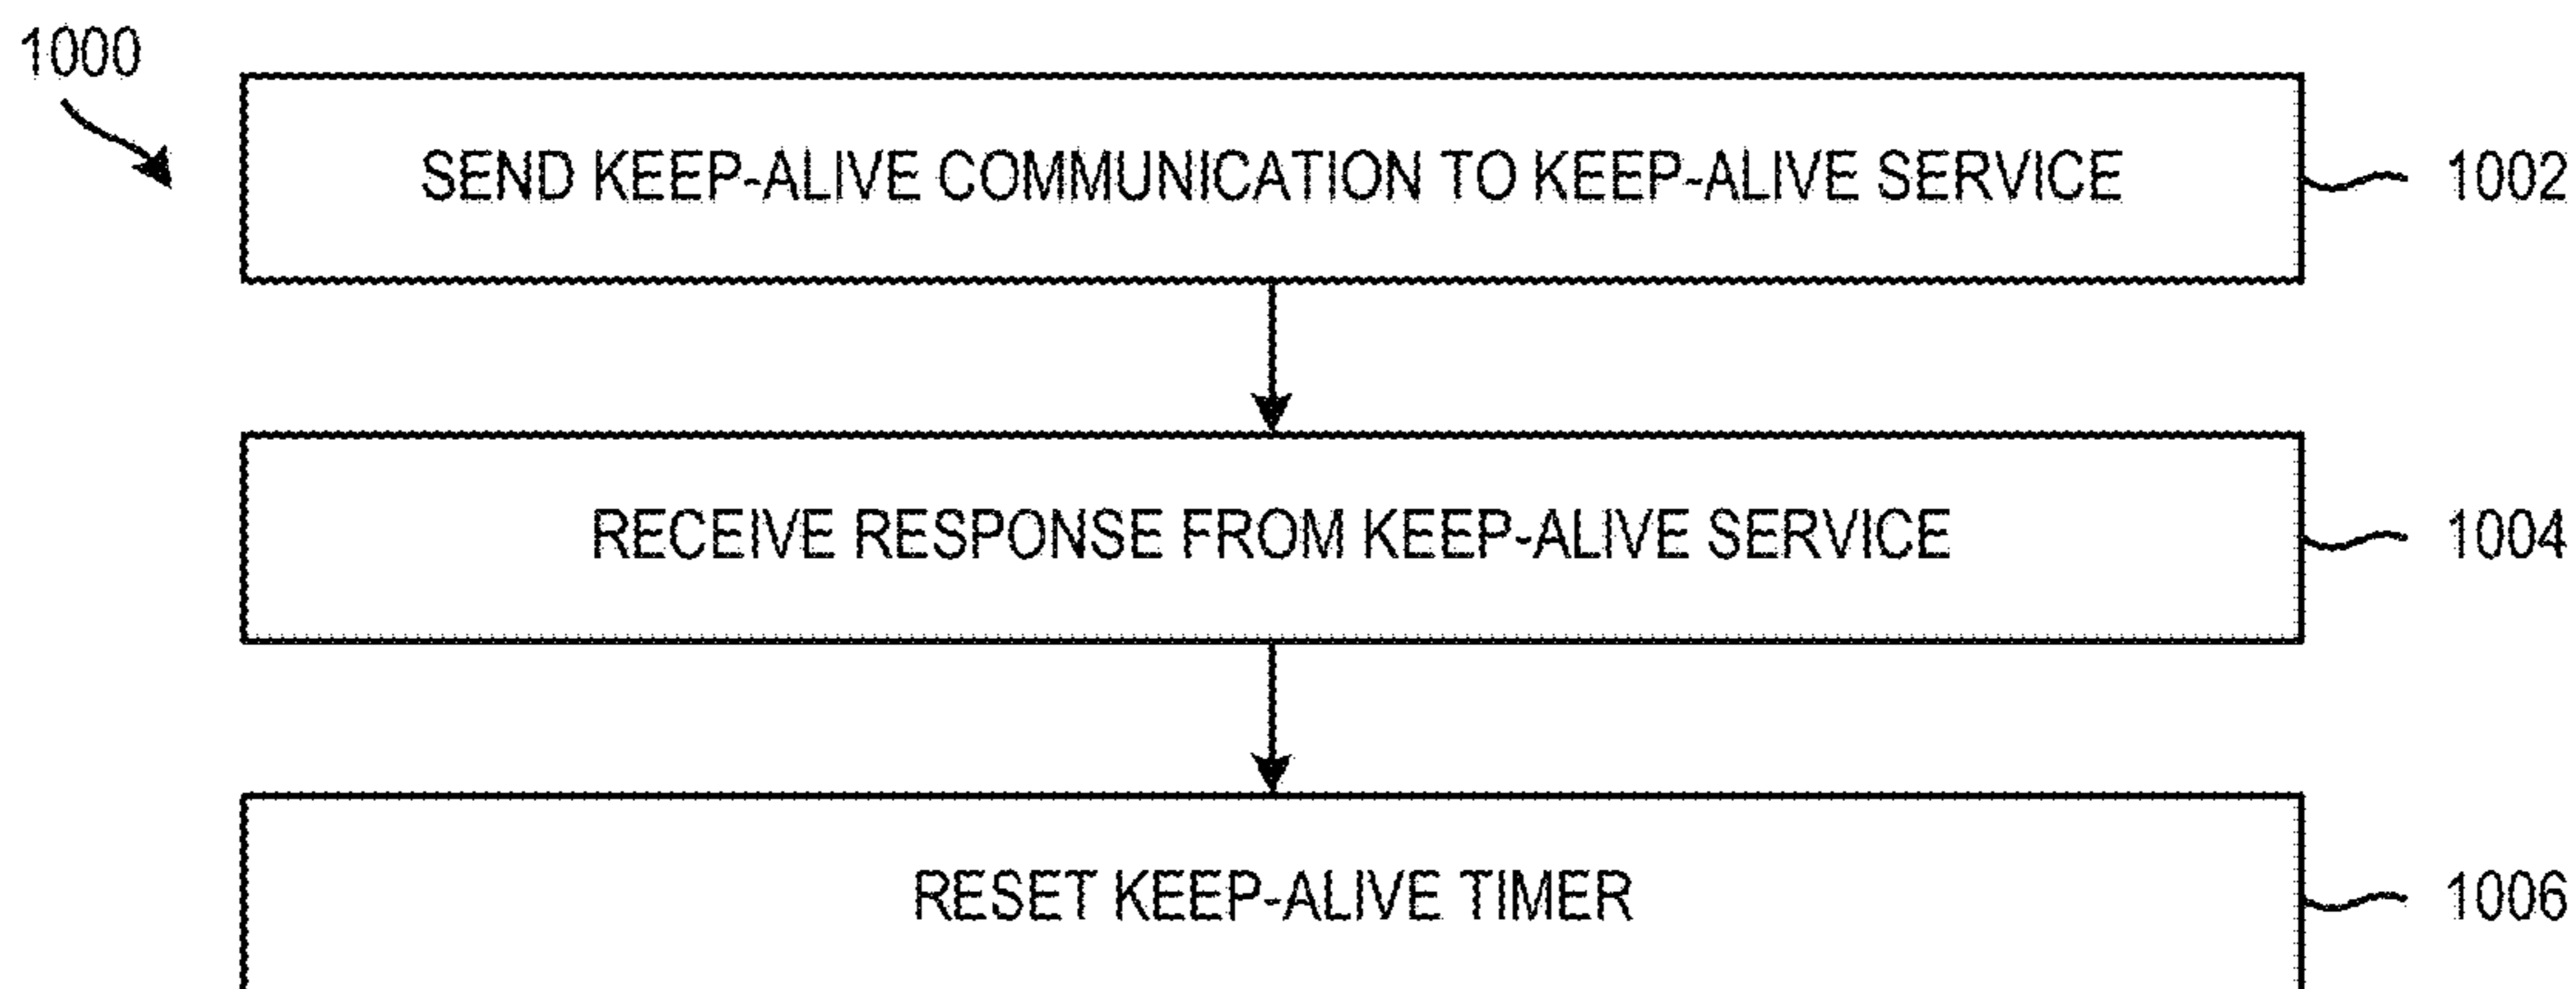 1000
SEND KEEP-ALIVE COMMUNICATION TO KEEP-ALIVE SERVICE
1002
RECEIVE RESPONSE FROM KEEP-ALIVE SERVICE
1004
RESET KEEP-ALIVE TIMER
1006